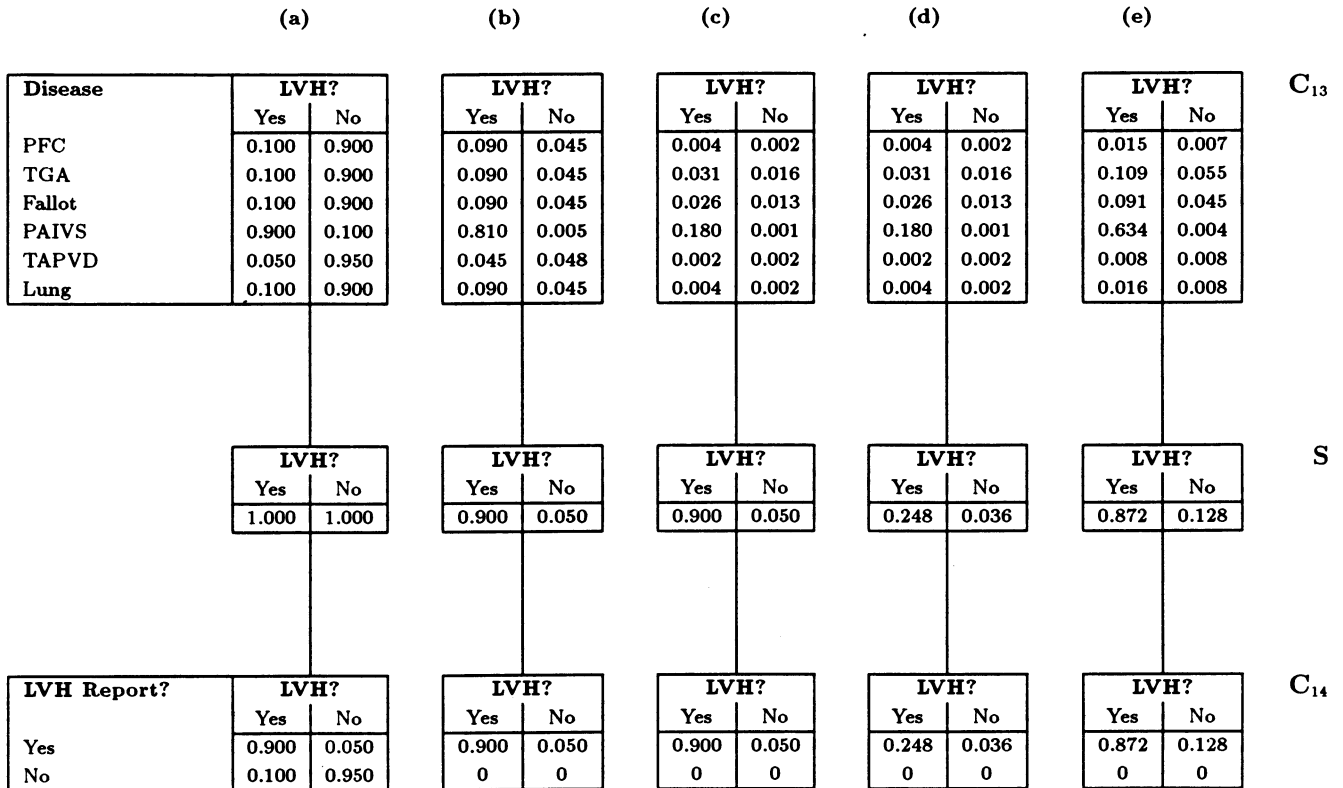 (a) (b) (c) (d) (e)
Disease LVH? LVH? LVH? LVH? LVH? C₁₃
Yes No Yes No Yes No Yes No Yes No
PFC 0.100 0.900 0.090 0.045 0.004 0.002 0.004 0.002 0.015 0.007
TGA 0.100 0.900 0.090 0.045 0.031 0.016 0.031 0.016 0.109 0.055
Fallot 0.100 0.900 0.090 0.045 0.026 0.013 0.026 0.013 0.091 0.045
PAIVS 0.900 0.100 0.810 0.005 0.180 0.001 0.180 0.001 0.634 0.004
TAPVD 0.050 0.950 0.045 0.048 0.002 0.002 0.002 0.002 0.008 0.008
Lung 0.100 0.900 0.090 0.045 0.004 0.002 0.004 0.002 0.016 0.008
LVH? LVH? LVH? LVH? LVH? S
Yes No Yes No Yes No Yes No Yes No
1.000 1.000 0.900 0.050 0.900 0.050 0.248 0.036 0.872 0.128
LVH Report? LVH? LVH? LVH? LVH? LVH? C₁₄
Yes No Yes No Yes No Yes No Yes No
Yes 0.900 0.050 0.900 0.050 0.900 0.050 0.248 0.036 0.872 0.128
No 0.100 0.950 0 0 0 0 0 0 0 0